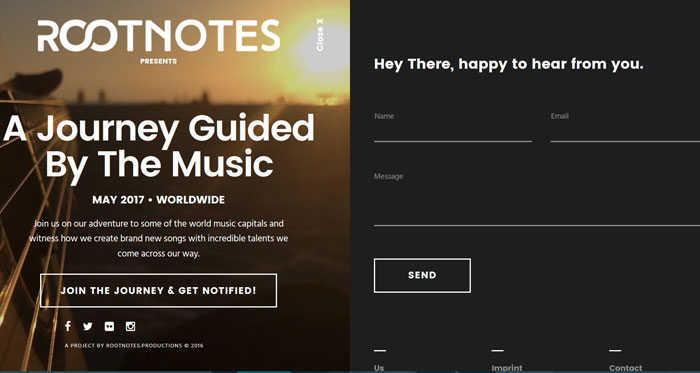 ROOTNOTES
PRESENTS
Close X
A Journey Guided
By The Music
MAY 2017 • WORLDWIDE
Join us on our adventure to some of the world music capitals and
witness how we create brand new songs with incredible talents we
come across our way.
JOIN THE JOURNEY & GET NOTIFIED!
A PROJECT BY ROOTNOTES.PRODUCTIONS © 2016
Hey There, happy to hear from you.
Name Email
Message
SEND
Us Imprint Contact